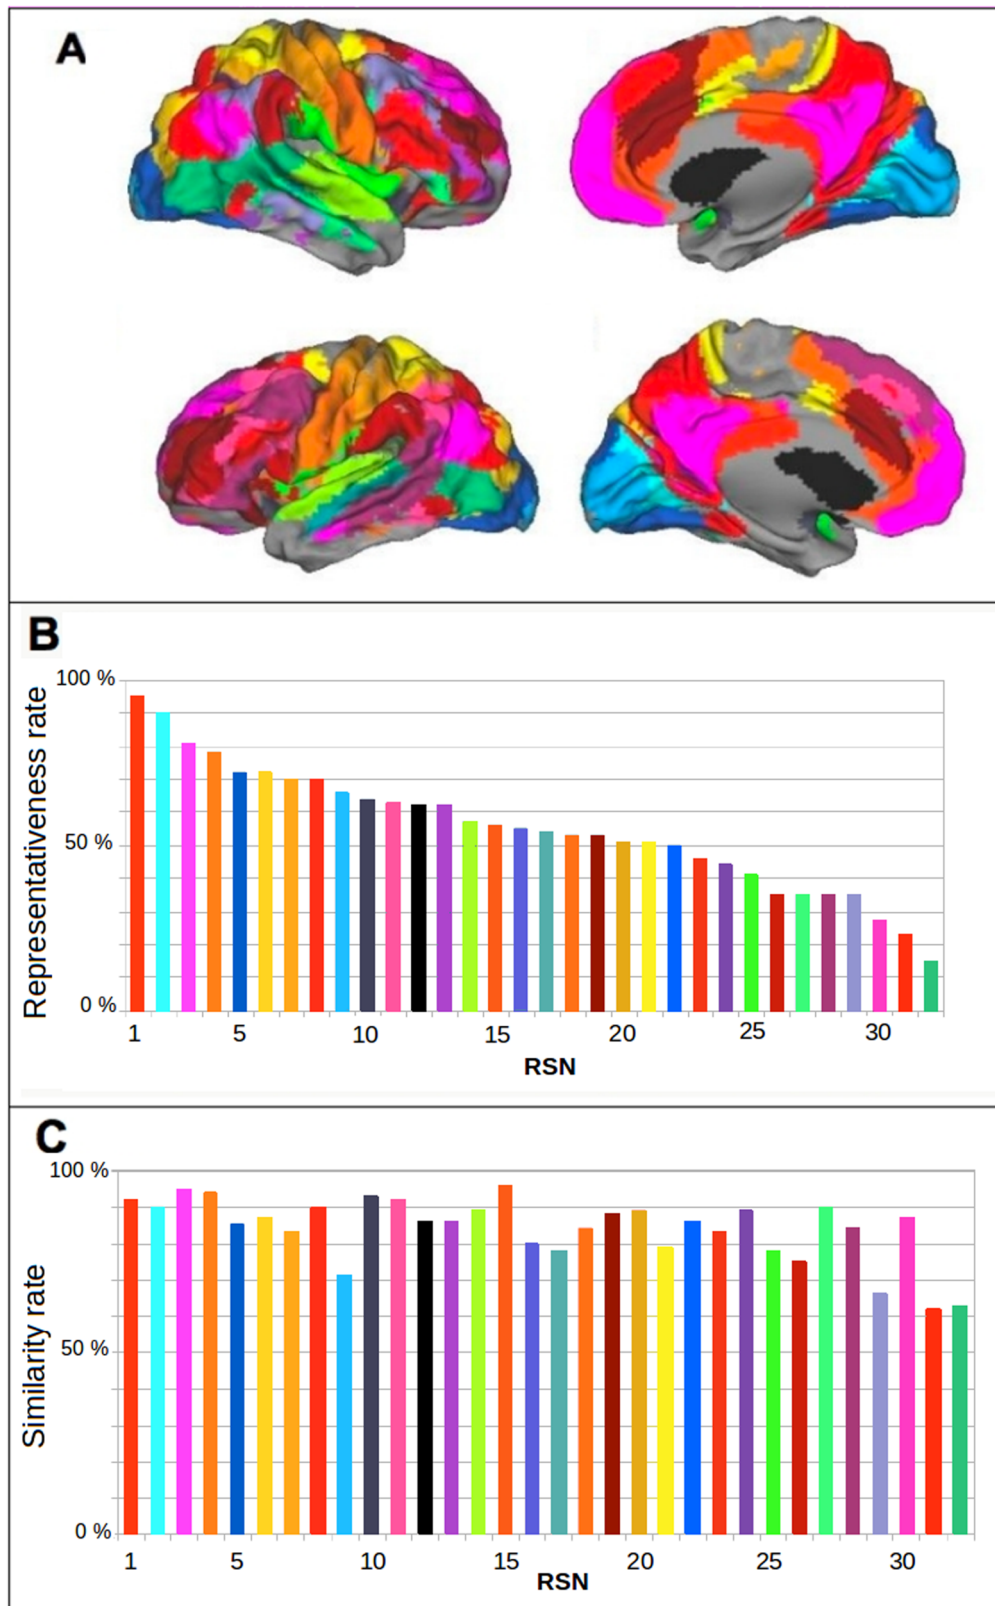 A
B
Representativeness rate
100 %
50 %
0 %
1 5 10 15 20 25 30
RSN
C
Similarity rate
100 %
50 %
0 %
1 5 10 15 20 25 30
RSN